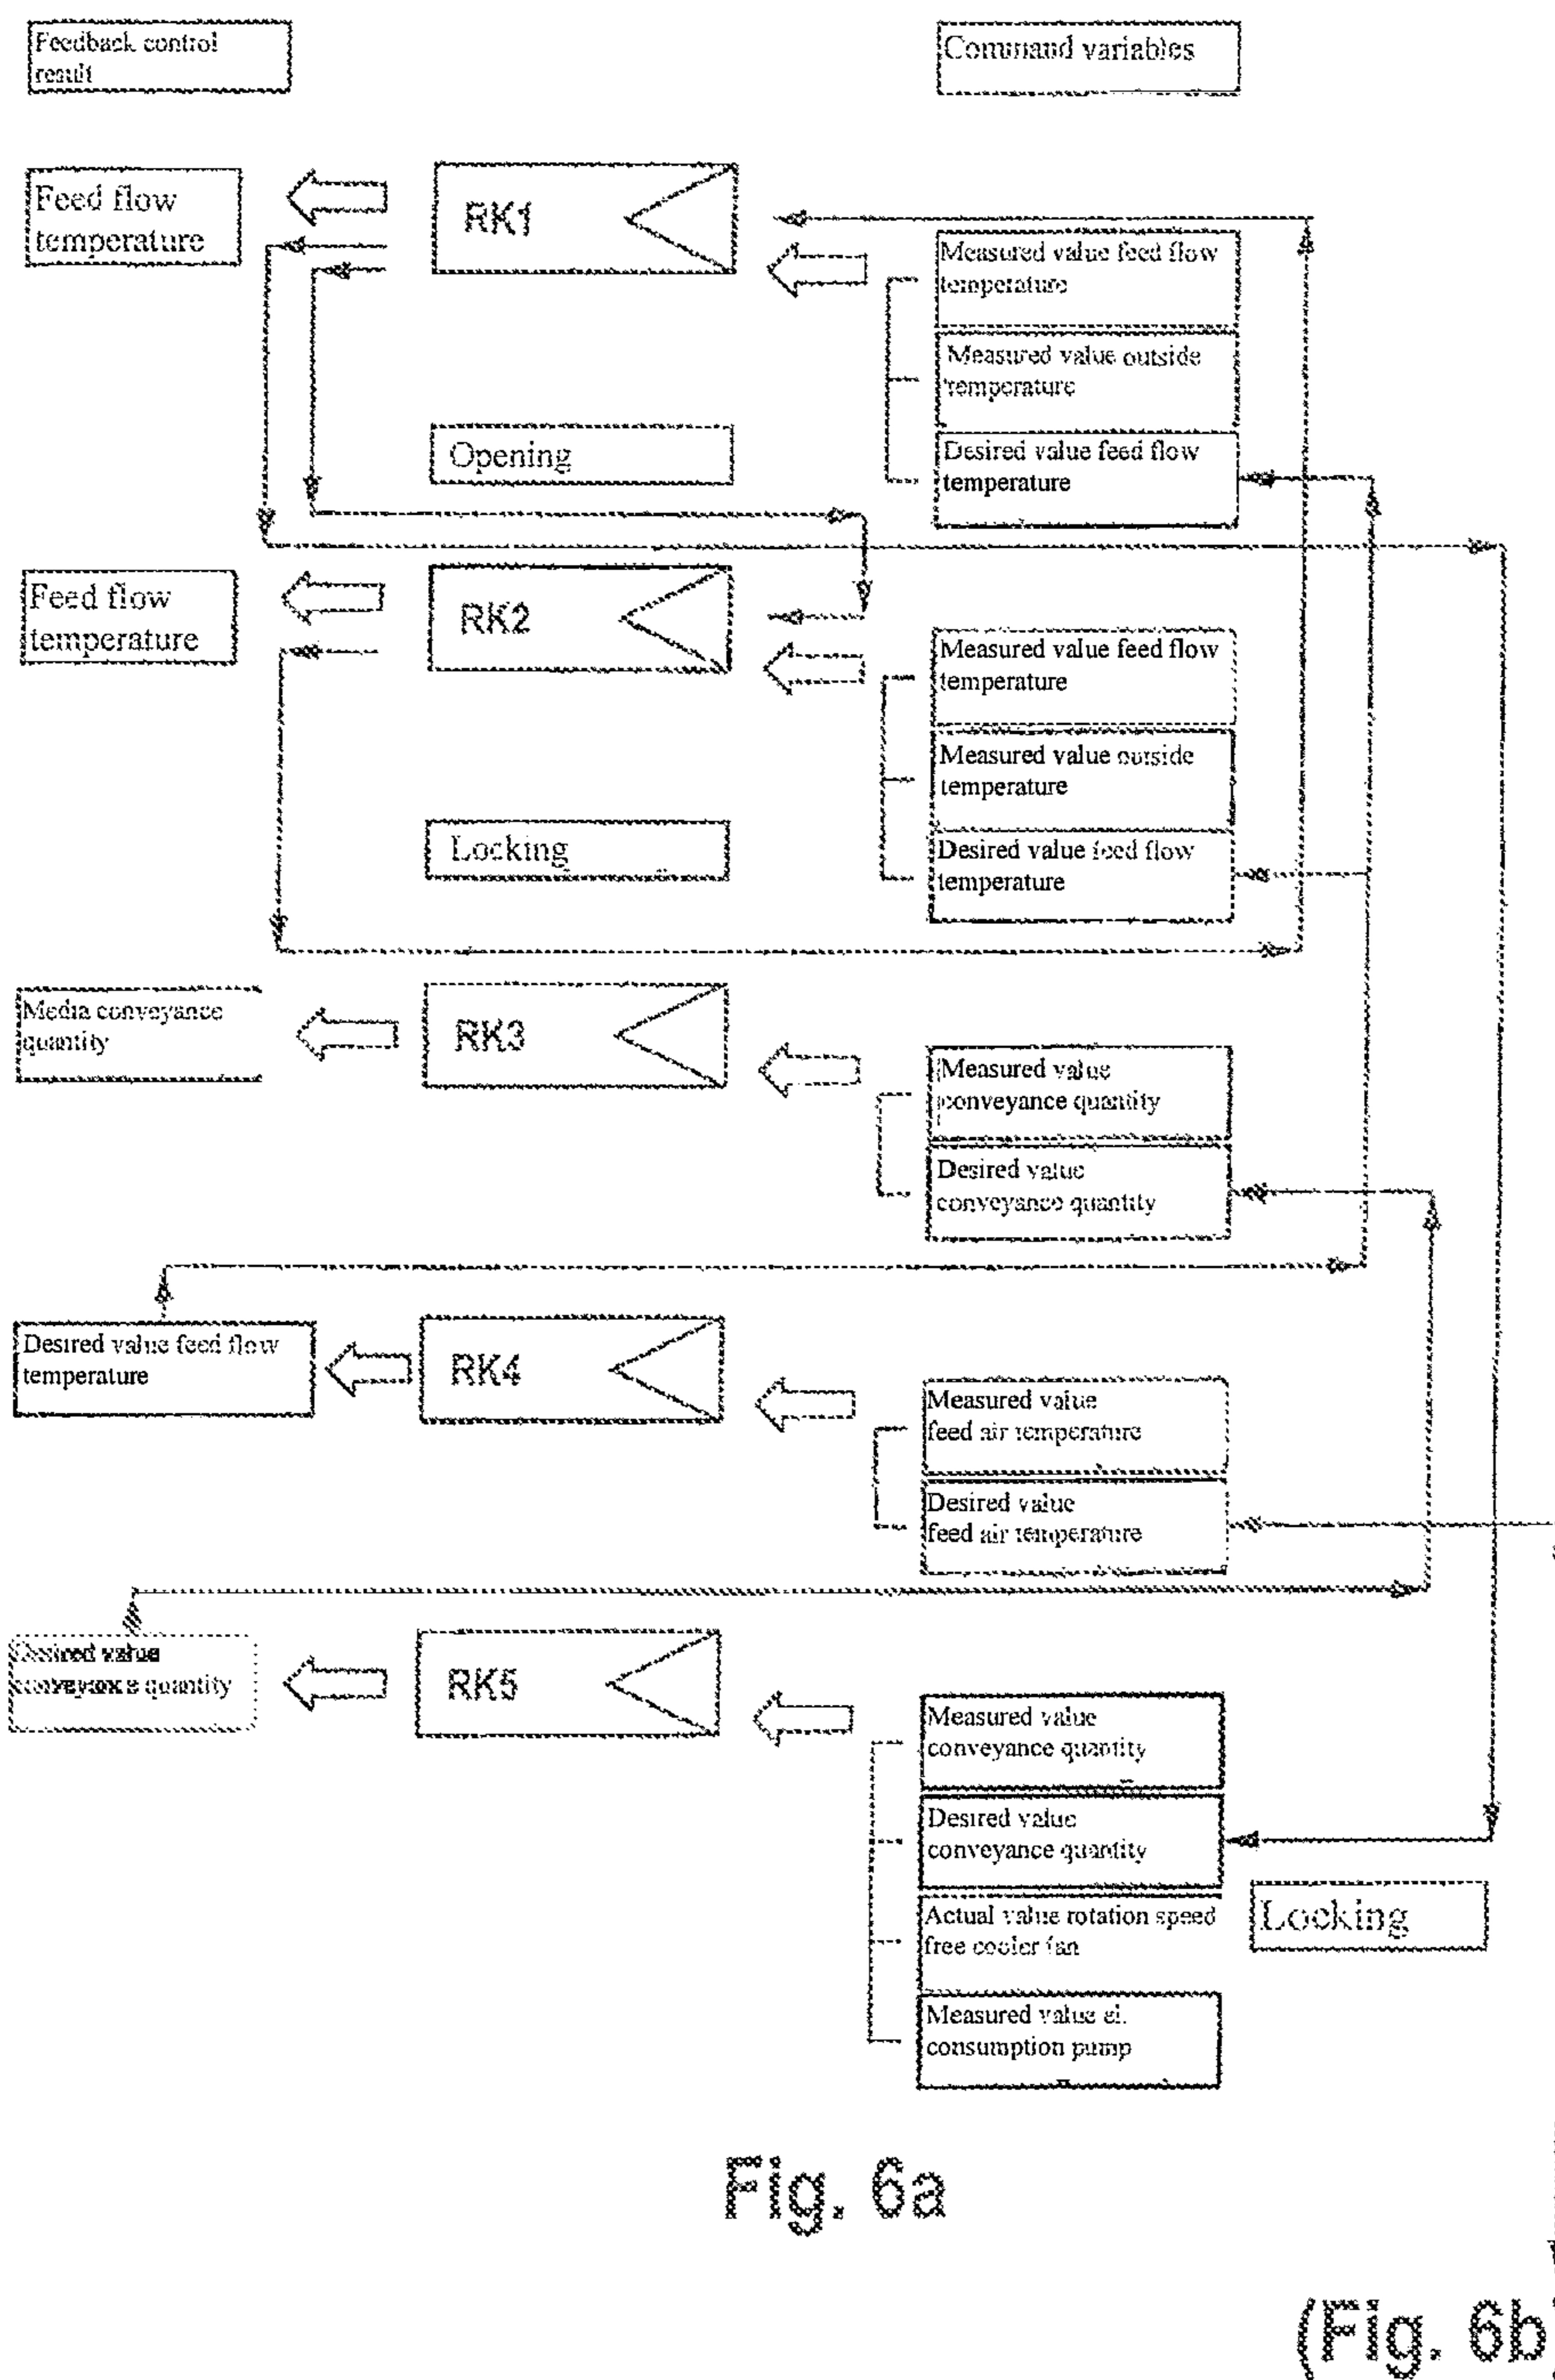 Feedback control
result
Command variables
Feed flow
temperature
RK1
Measured value feed flow
temperature
Measured value outside
temperature
Desired value feed flow
temperature
Opening
Feed flow
temperature
RK2
Measured value feed flow
temperature
Measured value outside
temperature
Desired value feed flow
temperature
Locking
Media conveyance
quantity
RK3
Measured value
conveyance quantity
Desired value
conveyance quantity
Desired value feed flow
temperature
RK4
Measured value
feed air temperature
Desired value
feed air temperature
Desired value
conveyance quantity
RK5
Measured value
conveyance quantity
Desired value
conveyance quantity
Actual value rotation speed
free cooler fan
Locking
Measured value el.
consumption pump
Fig. 6a
(Fig. 6b